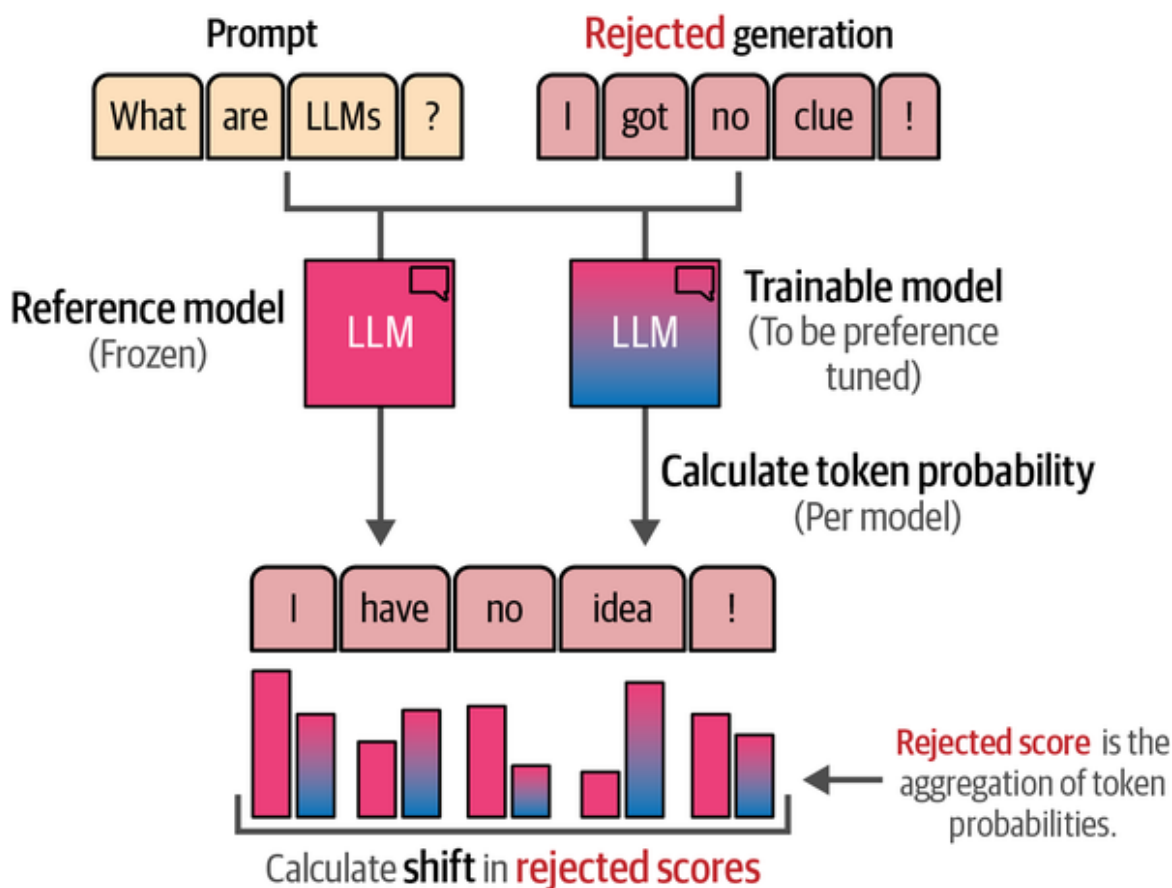 Prompt
Rejected generation
What are LLMs ?
I got no clue !
Reference model
(Frozen)
LLM
LLM
Trainable model
(To be preference
tuned)
Calculate token probability
(Per model)
I have no idea !
Rejected score is the
aggregation of token
probabilities.
Calculate shift in rejected scores